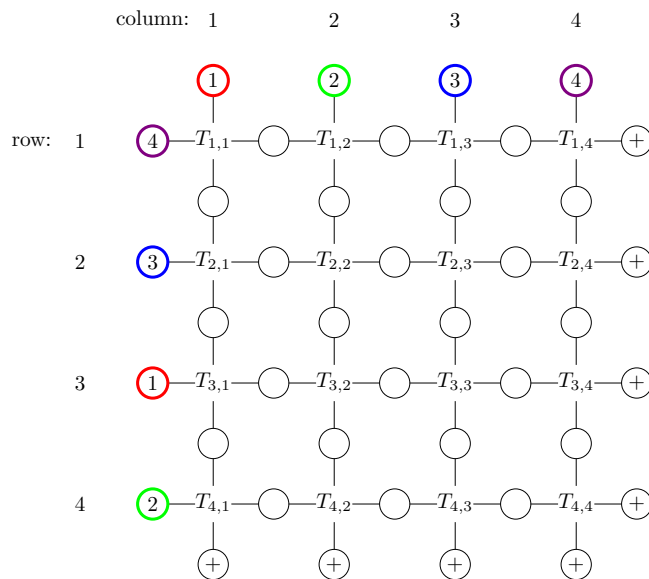 column: 1 2 3 4
1 2 3 4
row: 1 4 T1,1 T1,2 T1,3 T1,4 +
2 3 T2,1 T2,2 T2,3 T2,4 +
3 1 T3,1 T3,2 T3,3 T3,4 +
4 2 T4,1 T4,2 T4,3 T4,4 +
+ + + +